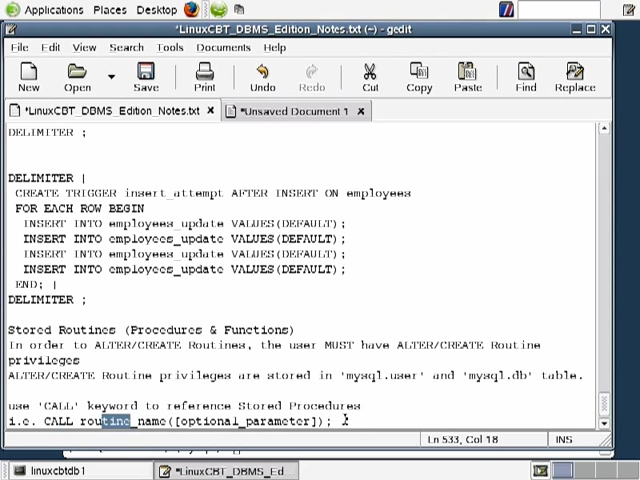 Applications Places Desktop
*LinuxCBT_DBMS_Edition_Notes.txt (~) - gedit
File Edit View Search Tools Documents Help
New Open Save Print Undo Redo Cut Copy Paste Find Replace
*LinuxCBT_DBMS_Edition_Notes.txt *Unsaved Document 1
DELIMITER ;
DELIMITER |
CREATE TRIGGER insert_attempt AFTER INSERT ON employees
FOR EACH ROW BEGIN
INSERT INTO employees_update VALUES(DEFAULT);
INSERT INTO employees_update VALUES(DEFAULT);
INSERT INTO employees_update VALUES(DEFAULT);
INSERT INTO employees_update VALUES(DEFAULT);
END; |
DELIMITER ;
Stored Routines (Procedures & Functions)
In order to ALTER/CREATE Routines, the user MUST have ALTER/CREATE Routine
privileges
ALTER/CREATE Routine privileges are stored in 'mysql.user' and 'mysql.db' table.
use 'CALL' keyword to reference Stored Procedures
i.e. CALL routine_name([optional_parameter]);
Ln 533, Col 18 INS
linuxcbtdb1 *LinuxCBT_DBMS_Ed